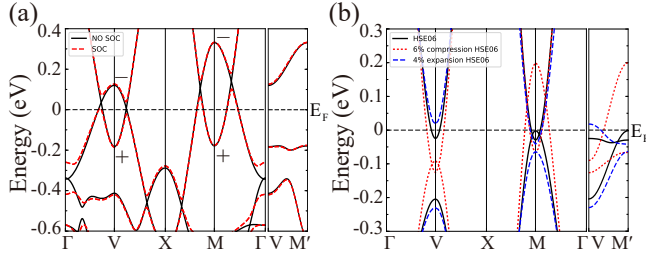 (a)
NO SOC
SOC
Energy (eV)
0.4
0.2
0
-0.2
-0.4
-0.6
−
−
+
+
E_F
Γ V X M Γ V M′
(b)
HSE06
6% compression HSE06
4% expansion HSE06
Energy (eV)
0.3
0.2
0.1
0
-0.1
-0.2
-0.3
E_F
Γ V X M Γ V M′